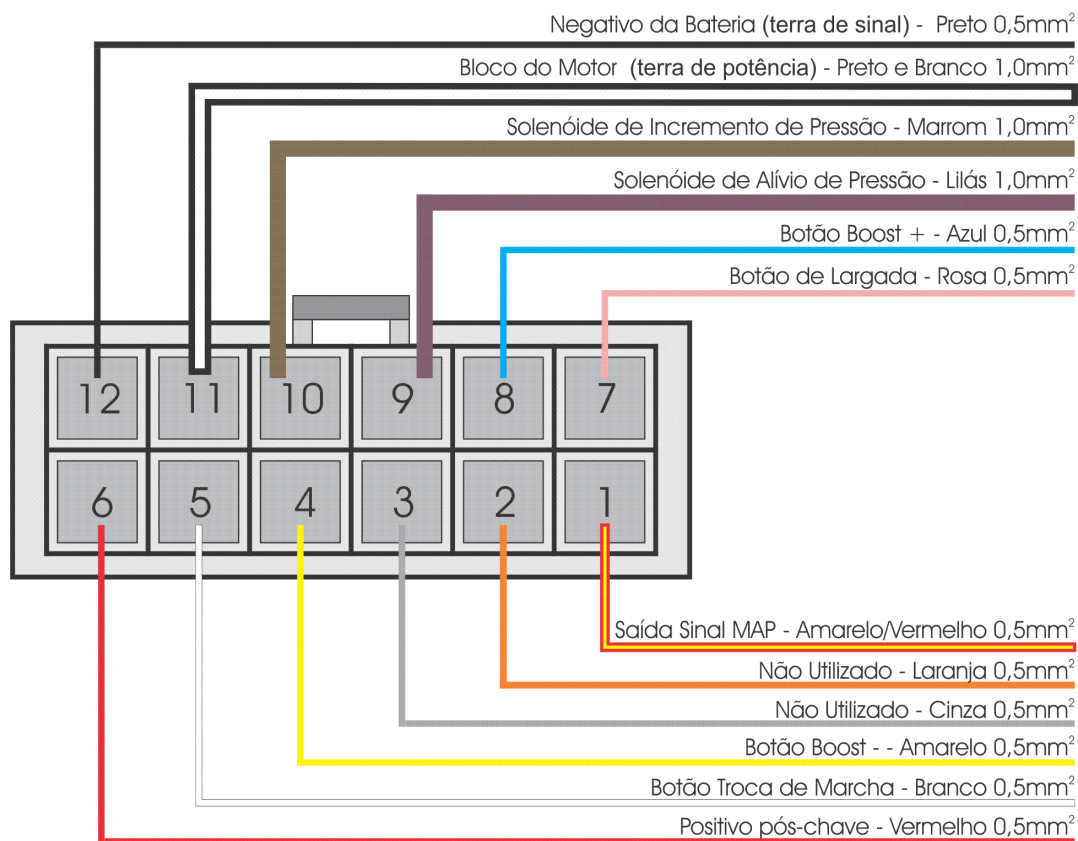 Negativo da Bateria (terra de sinal) - Preto 0,5mm²
Bloco do Motor (terra de potência) - Preto e Branco 1,0mm²
Solenóide de Incremento de Pressão - Marrom 1,0mm²
Solenóide de Alívio de Pressão - Lilás 1,0mm²
Botão Boost + - Azul 0,5mm²
Botão de Largada - Rosa 0,5mm²
12 11 10 9 8 7
6 5 4 3 2 1
Saída Sinal MAP - Amarelo/Vermelho 0,5mm²
Não Utilizado - Laranja 0,5mm²
Não Utilizado - Cinza 0,5mm²
Botão Boost - - Amarelo 0,5mm²
Botão Troca de Marcha - Branco 0,5mm²
Positivo pós-chave - Vermelho 0,5mm²